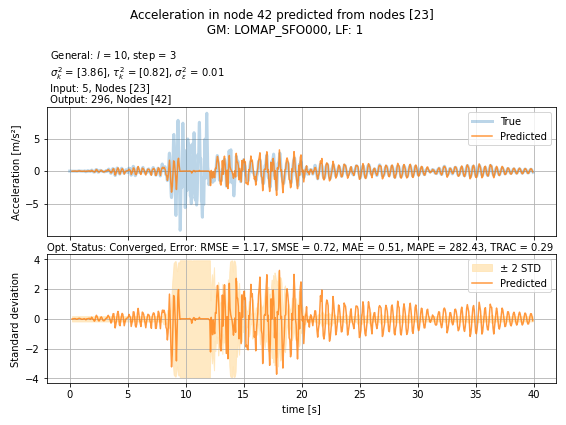 Acceleration in node 42 predicted from nodes [23]
GM: LOMAP_SFO000, LF: 1
General: l = 10, step = 3
σ²ₖ = [3.86], τ²ₖ = [0.82], σ²ε = 0.01
Input: 5, Nodes [23]
Output: 296, Nodes [42]
Acceleration [m/s²]
5
0
−5
True
Predicted
Opt. Status: Converged, Error: RMSE = 1.17, SMSE = 0.72, MAE = 0.51, MAPE = 282.43, TRAC = 0.29
Standard deviation
4
2
0
−2
−4
± 2 STD
Predicted
0 5 10 15 20 25 30 35 40
time [s]